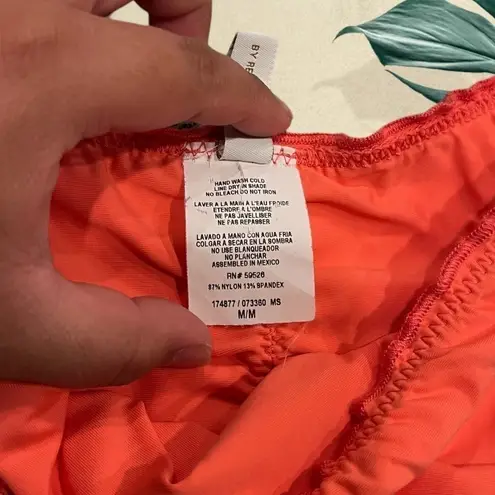 BY
HAND WASH COLD
LINE DRY IN SHADE
NO BLEACH DO NOT IRON
LAVER A LA MAIN À L'EAU FROIDE
ETENDRE À L'OMBRE
NE PAS JAVELLISER
NE PAS REPASSER
LAVADO A MANO CON AGUA FRIA
COLGAR A SECAR EN LA SOMBRA
NO USE BLANQUEADOR
NO PLANCHAR
ASSEMBLED IN MEXICO
RN# 59526
87% NYLON 13% SPANDEX
174877 / 073380 MS
M/M